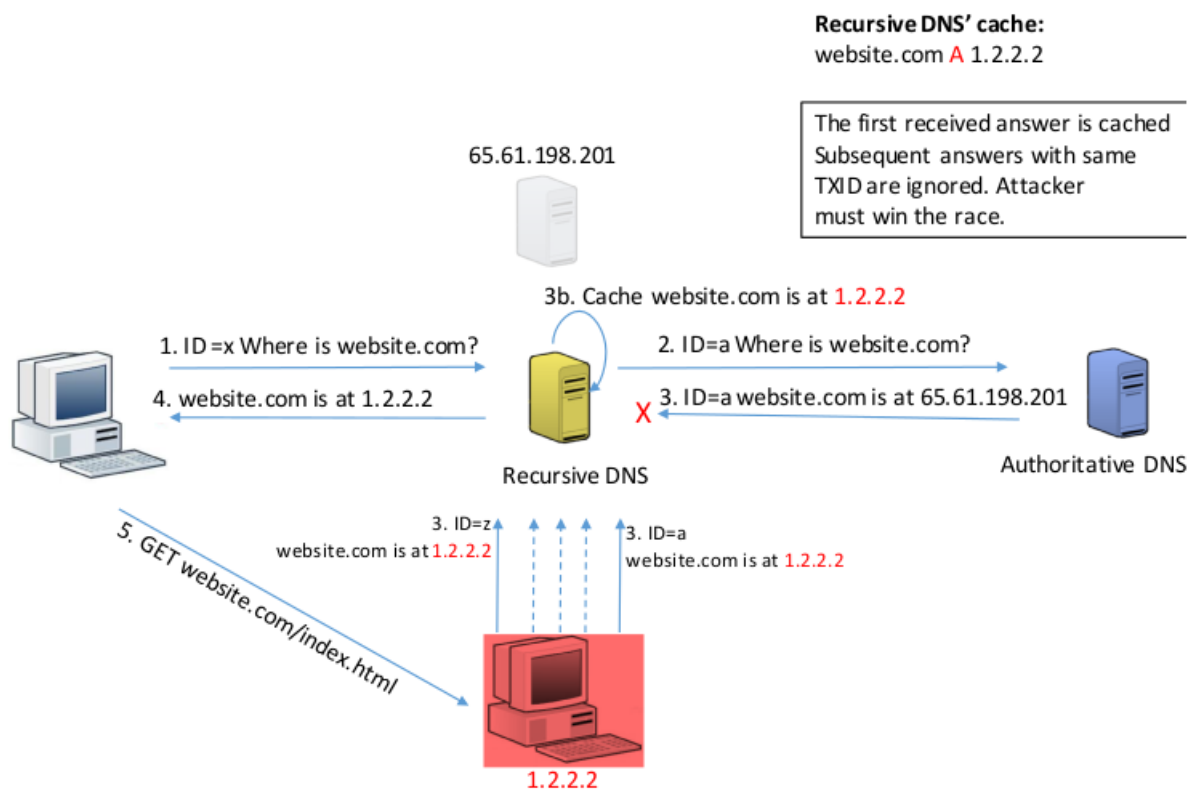 Recursive DNS' cache:
website.com A 1.2.2.2
The first received answer is cached
Subsequent answers with same
TXID are ignored. Attacker
must win the race.
65.61.198.201
3b. Cache website.com is at 1.2.2.2
1. ID=x Where is website.com?
2. ID=a Where is website.com?
4. website.com is at 1.2.2.2
X
3. ID=a website.com is at 65.61.198.201
Recursive DNS
Authoritative DNS
3. ID=z
website.com is at 1.2.2.2
3. ID=a
website.com is at 1.2.2.2
5. GET website.com/index.html
1.2.2.2